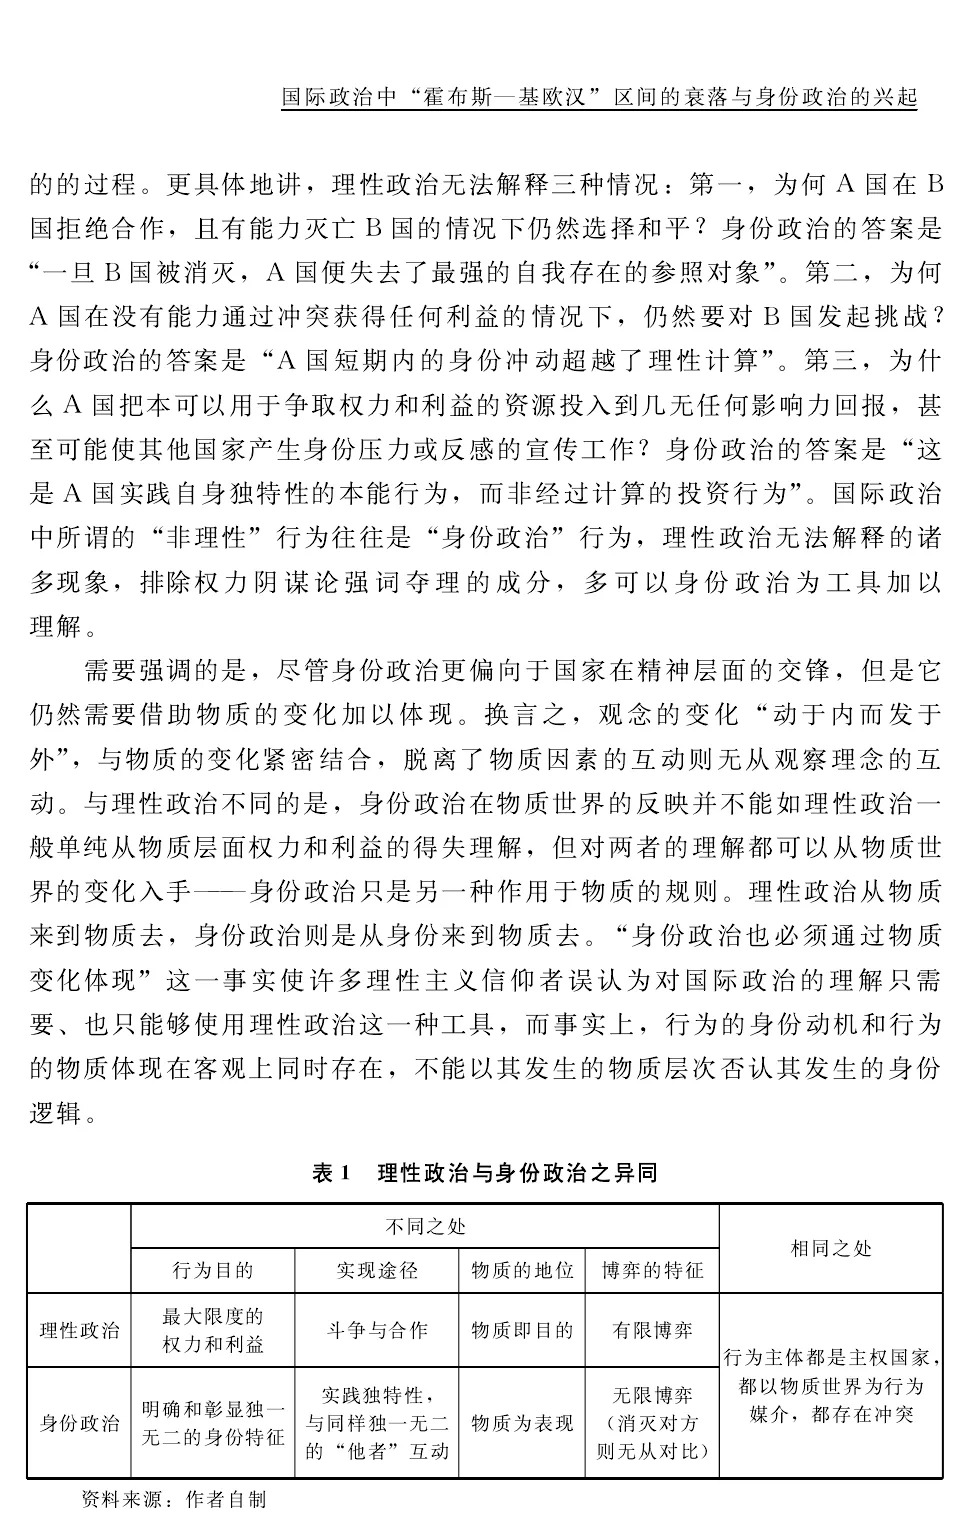 国际政治中“霍布斯—基欧汉”区间的衰落与身份政治的兴起
的的过程。更具体地讲，理性政治无法解释三种情况：第一，为何 A 国在 B
国拒绝合作，且有能力灭亡 B 国的情况下仍然选择和平？身份政治的答案是
“一旦 B 国被消灭，A 国便失去了最强的自我存在的参照对象”。第二，为何
A 国在没有能力通过冲突获得任何利益的情况下，仍然要对 B 国发起挑战？
身份政治的答案是“A 国短期内的身份冲动超越了理性计算”。第三，为什
么 A 国把本可以用于争取权力和利益的资源投入到几无任何影响力回报，甚
至可能使其他国家产生身份压力或反感的宣传工作？身份政治的答案是“这
是 A 国实践自身独特性的本能行为，而非经过计算的投资行为”。国际政治
中所谓的“非理性”行为往往是“身份政治”行为，理性政治无法解释的诸
多现象，排除权力阴谋论强词夺理的成分，多可以身份政治为工具加以
理解。
需要强调的是，尽管身份政治更偏向于国家在精神层面的交锋，但是它
仍然需要借助物质的变化加以体现。换言之，观念的变化“动于内而发于
外”，与物质的变化紧密结合，脱离了物质因素的互动则无从观察理念的互
动。与理性政治不同的是，身份政治在物质世界的反映并不能如理性政治一
般单纯从物质层面权力和利益的得失理解，但对两者的理解都可以从物质世
界的变化入手——身份政治只是另一种作用于物质的规则。理性政治从物质
来到物质去，身份政治则是从身份来到物质去。“身份政治也必须通过物质
变化体现”这一事实使许多理性主义信仰者误认为对国际政治的理解只需
要、也只能够使用理性政治这一种工具，而事实上，行为的身份动机和行为
的物质体现在客观上同时存在，不能以其发生的物质层次否认其发生的身份
逻辑。
表 1　理性政治与身份政治之异同
不同之处
相同之处
行为目的
实现途径
物质的地位
博弈的特征
理性政治
最大限度的
权力和利益
斗争与合作
物质即目的
有限博弈
行为主体都是主权国家，
都以物质世界为行为
媒介，都存在冲突
身份政治
明确和彰显独一
无二的身份特征
实践独特性，
与同样独一无二
的“他者”互动
物质为表现
无限博弈
（消灭对方
则无从对比）
资料来源：作者自制